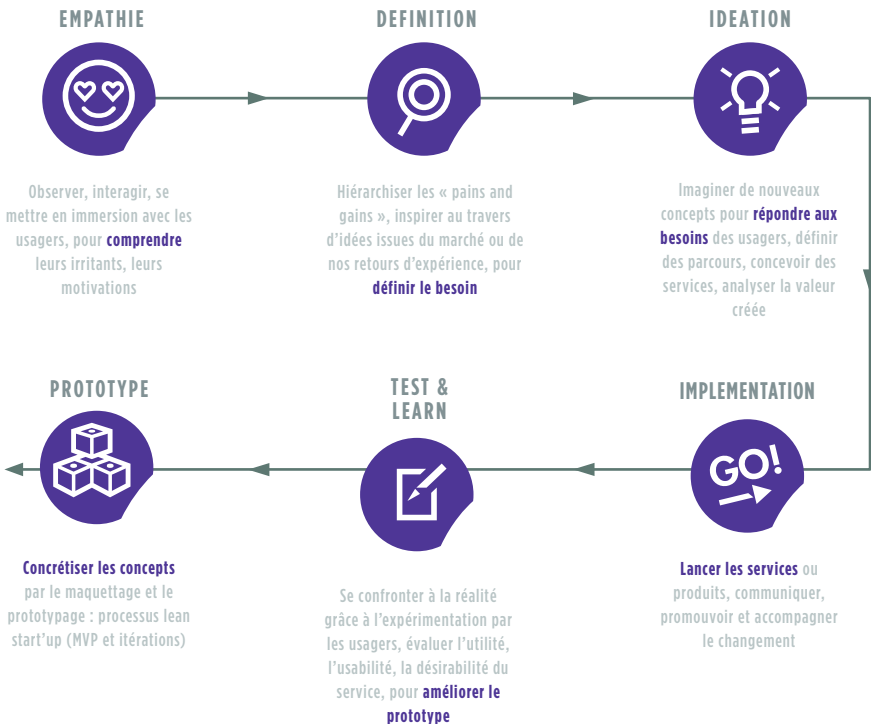 EMPATHIE
Observer, interagir, se
mettre en immersion avec les
usagers, pour comprendre
leurs irritants, leurs
motivations
DEFINITION
Hiérarchiser les « pains and
gains », inspirer au travers
d'idées issues du marché ou de
nos retours d'expérience, pour
définir le besoin
IDEATION
Imaginer de nouveaux
concepts pour répondre aux
besoins des usagers, définir
des parcours, concevoir des
services, analyser la valeur
créée
PROTOTYPE
Concrétiser les concepts
par le maquettage et le
prototypage : processus lean
start'up (MVP et itérations)
TEST &
LEARN
Se confronter à la réalité
grâce à l'expérimentation par
les usagers, évaluer l'utilité,
l'usabilité, la désirabilité du
service, pour améliorer le
prototype
IMPLEMENTATION
GO!
Lancer les services ou
produits, communiquer,
promouvoir et accompagner
le changement